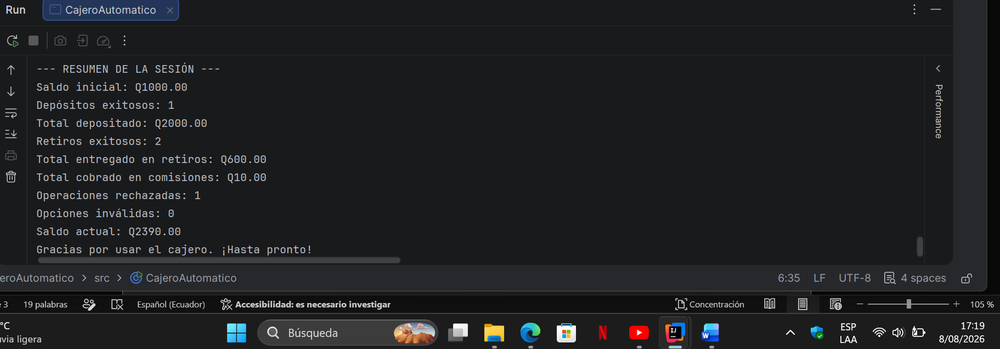 Run CajeroAutomatico
--- RESUMEN DE LA SESIÓN ---
Saldo inicial: Q1000.00
Depósitos exitosos: 1
Total depositado: Q2000.00
Retiros exitosos: 2
Total entregado en retiros: Q600.00
Total cobrado en comisiones: Q10.00
Operaciones rechazadas: 1
Opciones inválidas: 0
Saldo actual: Q2390.00
Gracias por usar el cajero. ¡Hasta pronto!
Performance
eroAutomatico > src > CajeroAutomatico 6:35 LF UTF-8 4 spaces
3 19 palabras Español (Ecuador) Accesibilidad: es necesario investigar Concentración 105 %
°C
via ligera
Búsqueda
ESP
LAA
17:19
8/08/2026